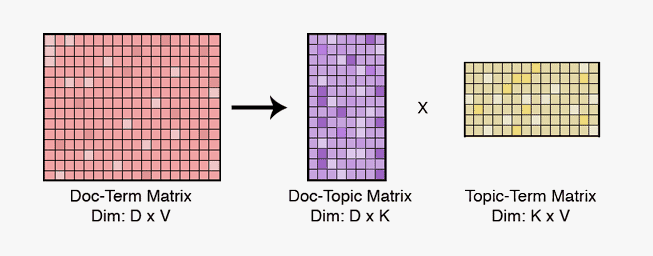 X
Doc-Term Matrix
Dim: D x V
Doc-Topic Matrix
Dim: D x K
Topic-Term Matrix
Dim: K x V